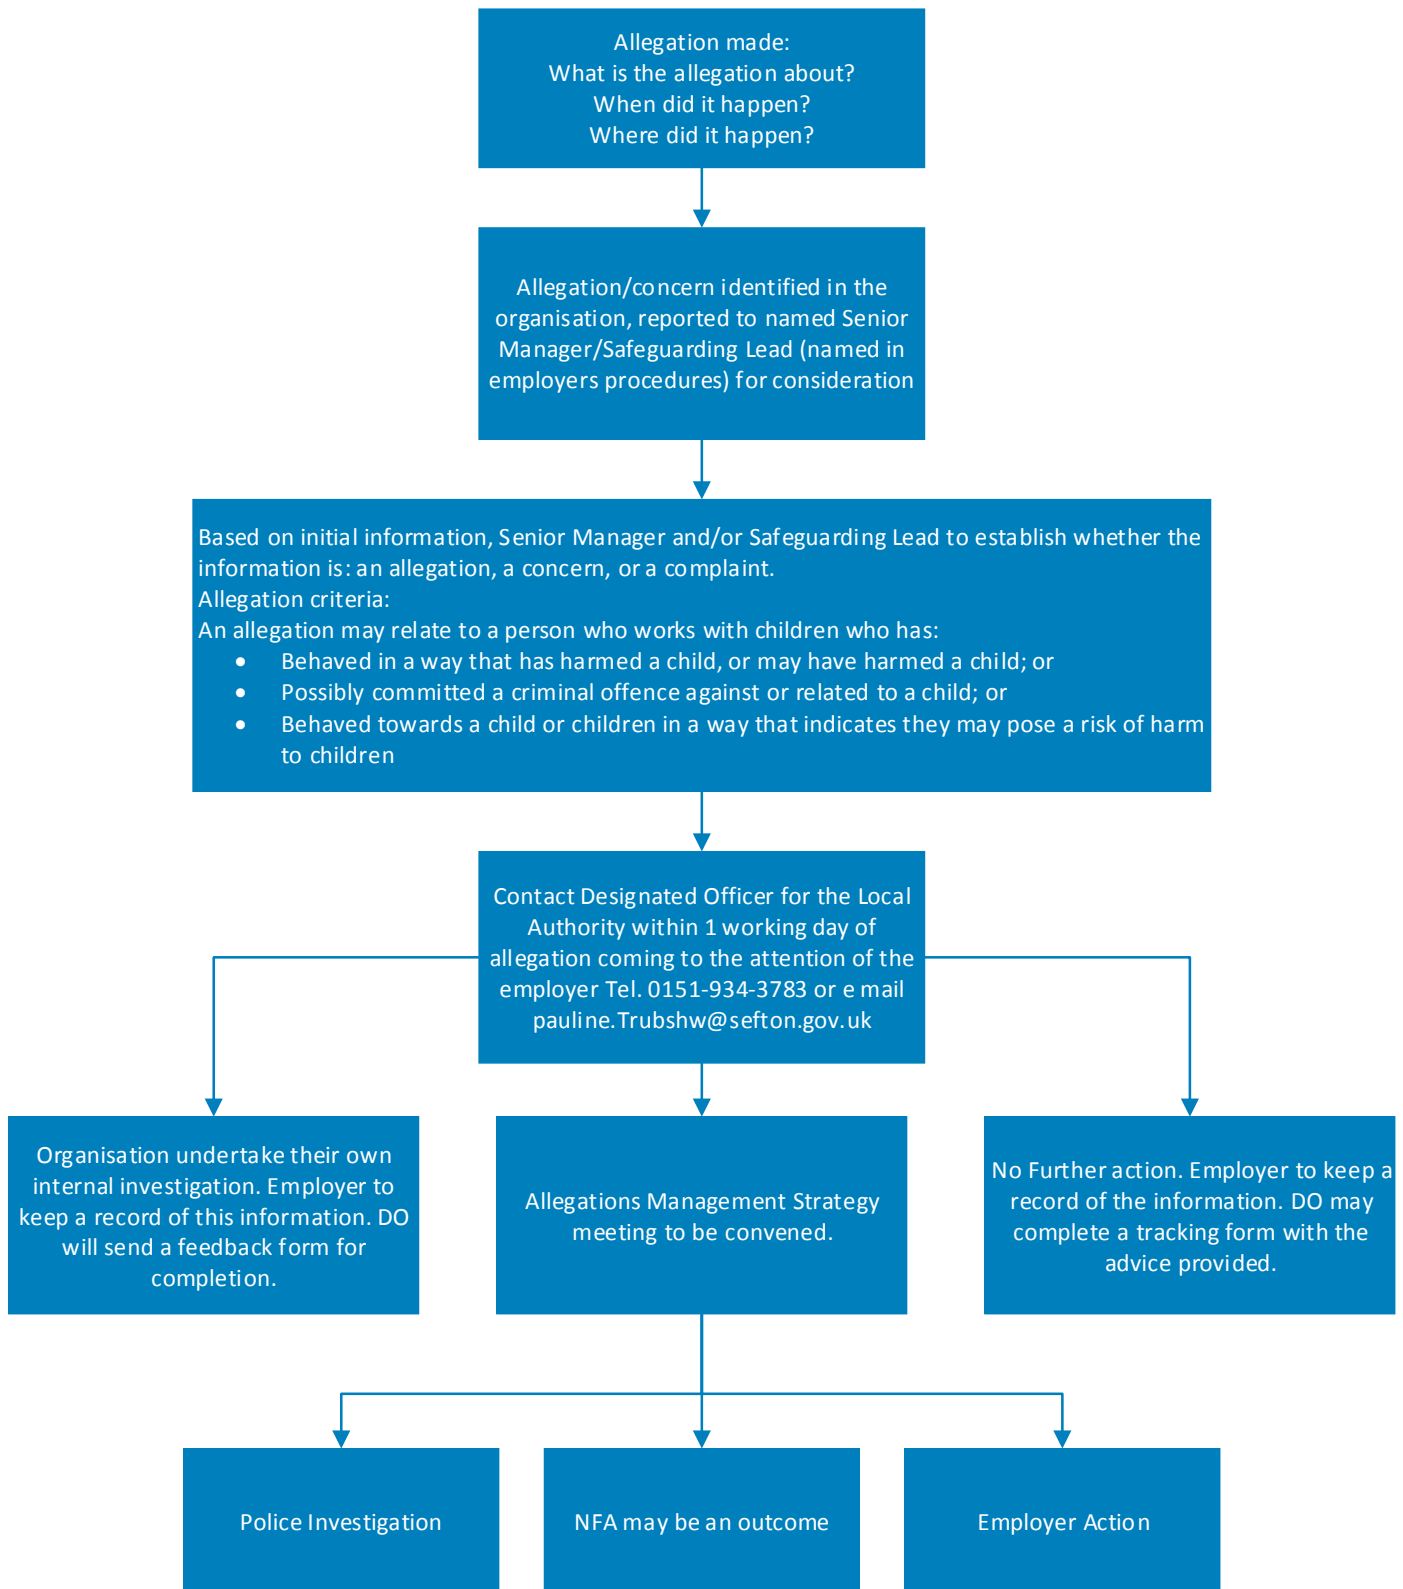 Allegation made:
What is the allegation about?
When did it happen?
Where did it happen?
Allegation/concern identified in the
organisation, reported to named Senior
Manager/Safeguarding Lead (named in
employers procedures) for consideration
Based on initial information, Senior Manager and/or Safeguarding Lead to establish whether the
information is: an allegation, a concern, or a complaint.
Allegation criteria:
An allegation may relate to a person who works with children who has:
• Behaved in a way that has harmed a child, or may have harmed a child; or
• Possibly committed a criminal offence against or related to a child; or
• Behaved towards a child or children in a way that indicates they may pose a risk of harm
to children
Contact Designated Officer for the Local
Authority within 1 working day of
allegation coming to the attention of the
employer Tel. 0151-934-3783 or e mail
pauline.Trubshw@sefton.gov.uk
Organisation undertake their own
internal investigation. Employer to
keep a record of this information. DO
will send a feedback form for
completion.
Allegations Management Strategy
meeting to be convened.
No Further action. Employer to keep a
record of the information. DO may
complete a tracking form with the
advice provided.
Police Investigation
NFA may be an outcome
Employer Action